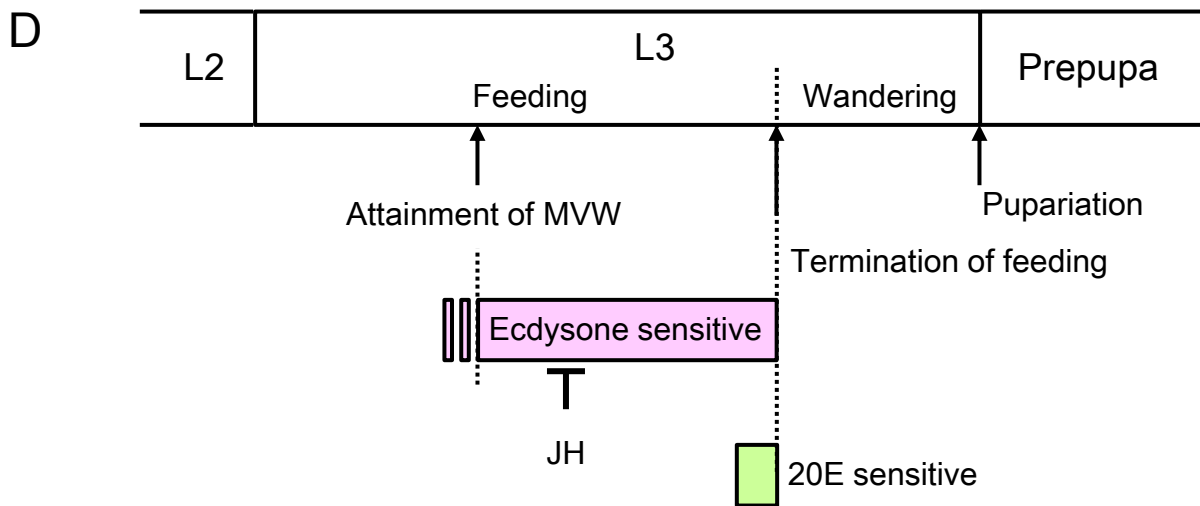 D
L2
L3
Prepupa
Feeding
Wandering
Attainment of MVW
Pupariation
Termination of feeding
Ecdysone sensitive
JH
20E sensitive